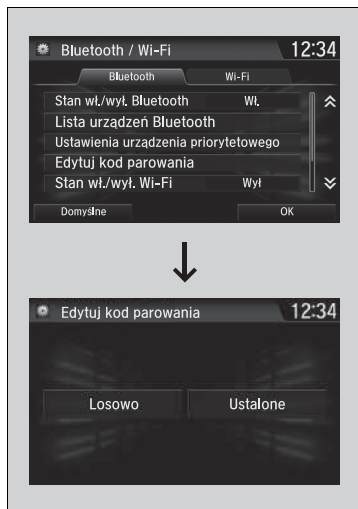 Bluetooth / Wi-Fi 12:34
Bluetooth Wi-Fi
Stan wł./wył. Bluetooth Wł.
Lista urządzeń Bluetooth
Ustawienia urządzenia priorytetowego
Edytuj kod parowania
Stan wł./wył. Wi-Fi Wył
Domyślne OK
Edytuj kod parowania 12:34
Losowo Ustalone